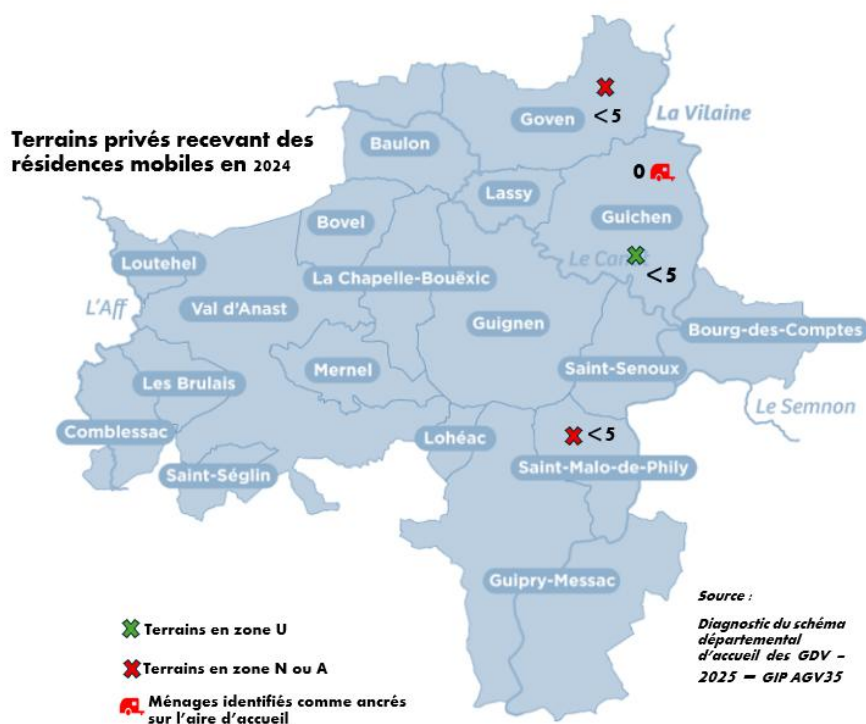 Terrains privés recevant des
résidences mobiles en 2024
Goven
<5
La Vilaine
Baulon
0
Lassy
Guichen
Bovel
Le Can
<5
Loutehel
La Chapelle-Bouëxic
L'Aff
Val d'Anast
Guignen
Bourg-des-Comptes
Mernel
Saint-Senoux
Les Brulais
Le Semnon
Comblessac
Lohéac
<5
Saint-Malo-de-Phily
Saint-Séglin
Guipry-Messac
Source :
Diagnostic du schéma
départemental
d'accueil des GDV –
2025 – GIP AGV35
Terrains en zone U
Terrains en zone N ou A
Ménages identifiés comme ancrés
sur l'aire d'accueil